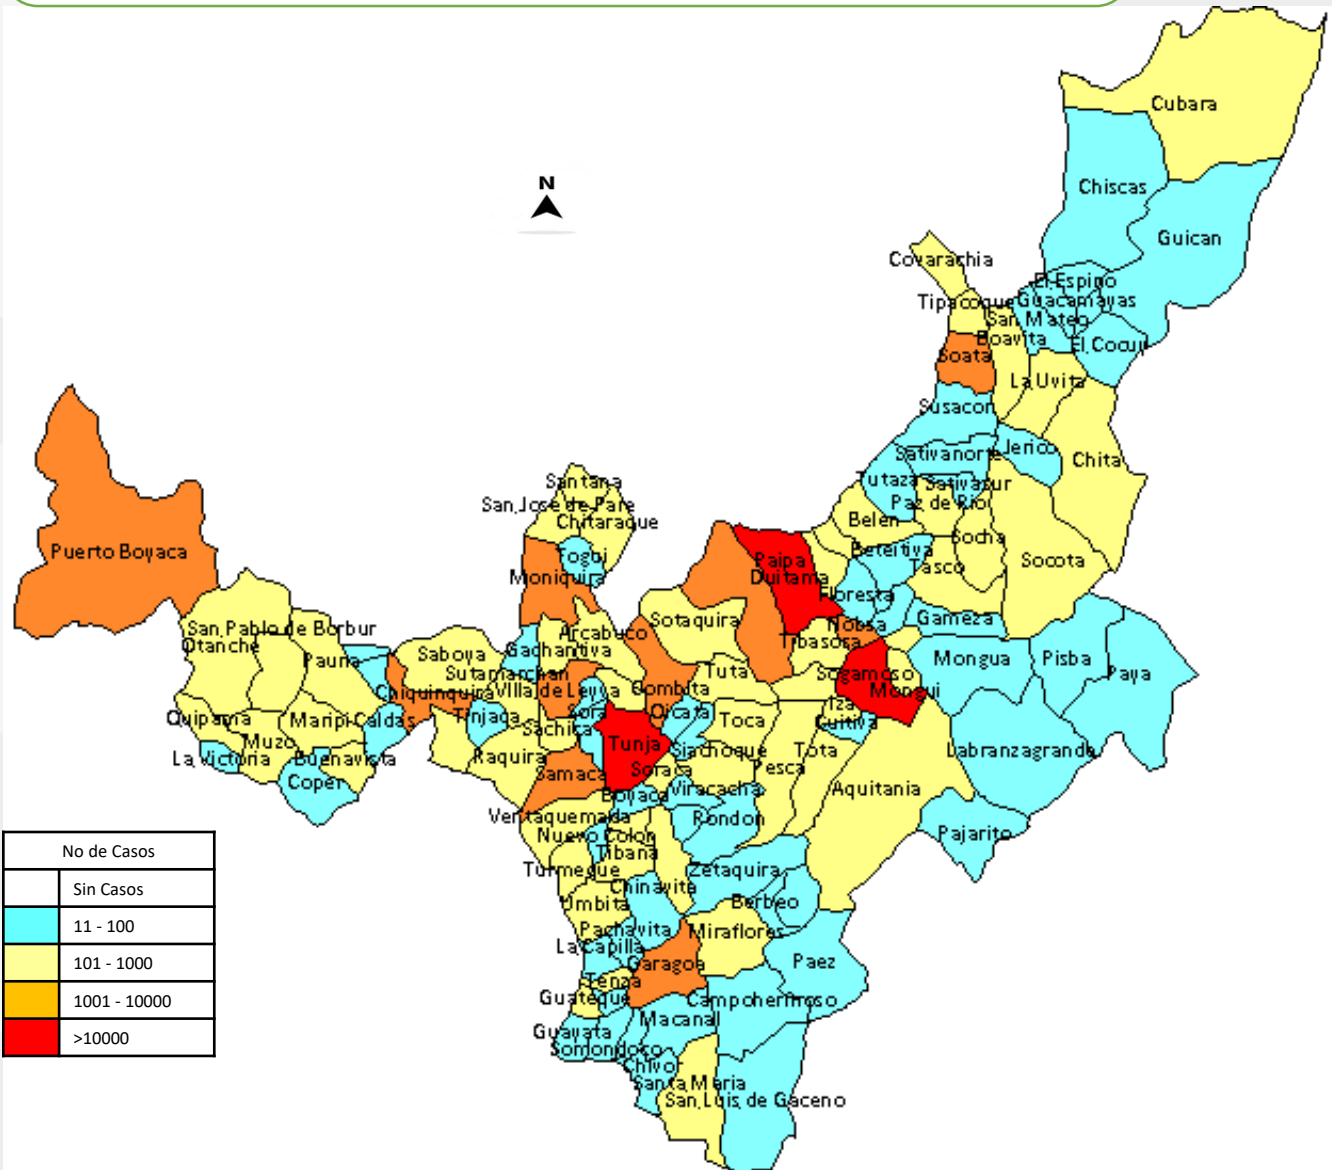 Cubara
N
Chiscas
Guican
Covarachia
El Espino
Tipacoque
Guacamayas
San Mateo
Boavita
El Cocuy
Soata
La Uvita
Susacon
Sativanorte
Jerico
Chita
Santana
Tutaza
Sativasur
San Jose de Pare
Paz de Rio
Chitaraque
Belen
Socha
Puerto Boyaca
Togui
Beteitiva
Paipa
Socota
Moniquira
Duitama
Tasco
Floresta
San Pablo de Borbur
Sotaquira
Gameza
Nobsa
Arcabuco
Tibasosa
Otanche
Gachantiva
Pauna
Saboya
Mongua
Pisba
Sutamarchan
Tuta
Sogamoso
Paya
Chiquinquira
Villa de Leyva
Combita
Mongui
Iza
Quipama
Maripi
Caldas
Tinjaca
Sora
Oicata
Toca
Cuitiva
Sachica
Muzo
Tunja
Siachoque
Tota
Labranzagrande
La Victoria
Buenavista
Raquira
Soraca
Pesca
Samaca
Coper
Boyaca
Viracacha
Aquitania
Ventaquemada
Rondon
Nuevo Colon
Pajarito
Tibana
Turmeque
Zetaquira
Chinavita
Umbita
Berbeo
Pachavita
Miraflores
La Capilla
Garagoa
Paez
Tenza
Guateque
Campohermoso
Macanal
Guayata
Somondoco
Chivor
Santa Maria
San Luis de Gaceno
No de Casos
Sin Casos
11 - 100
101 - 1000
1001 - 10000
>10000